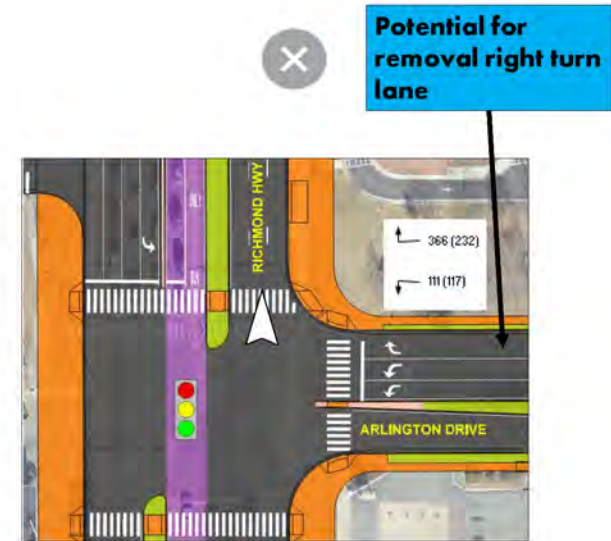 Potential for
removal right turn
lane
RICHMOND HWY
366 (232)
111 (117)
ARLINGTON DRIVE